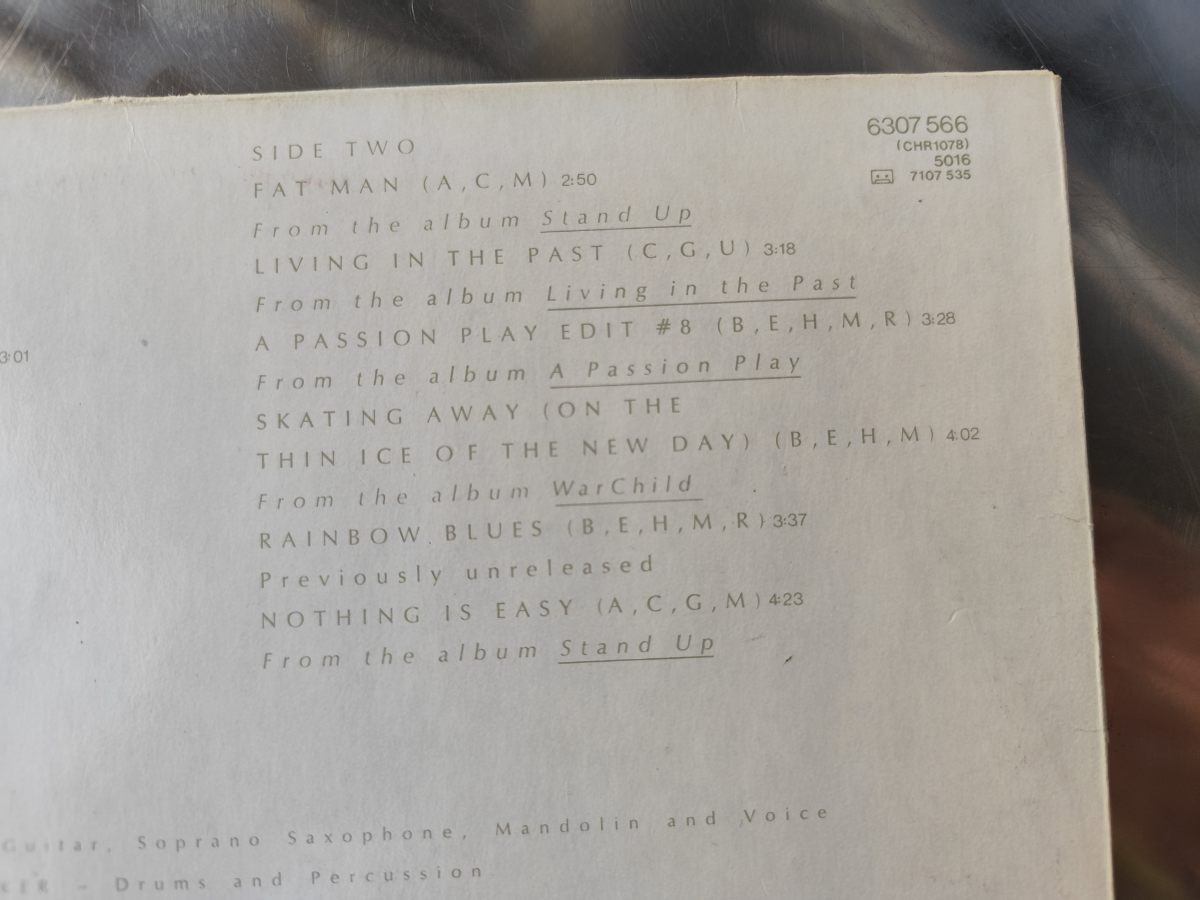 6307 566
(CHR1078)
5016
7107 535
SIDE TWO
FAT MAN (A,C,M) 2:50
From the album Stand Up
LIVING IN THE PAST (C,G,U) 3:18
From the album Living in the Past
A PASSION PLAY EDIT #8 (B,E,H,M,R) 3:28
From the album A Passion Play
SKATING AWAY (ON THE
THIN ICE OF THE NEW DAY) (B,E,H,M) 4:02
From the album WarChild
RAINBOW BLUES (B,E,H,M,R) 3:37
Previously unreleased
NOTHING IS EASY (A,C,G,M) 4:23
From the album Stand Up
3:01
Guitar, Soprano Saxophone, Mandolin and Voice
– Drums and Percussion